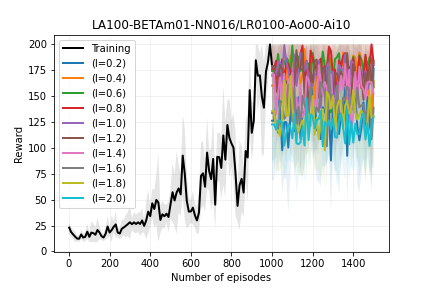 LA100-BETAm01-NN016/LR0100-Ao00-Ai10
200
175
150
125
100
75
50
25
0
Reward
Training
(l=0.2)
(l=0.4)
(l=0.6)
(l=0.8)
(l=1.0)
(l=1.2)
(l=1.4)
(l=1.6)
(l=1.8)
(l=2.0)
0 200 400 600 800 1000 1200 1400
Number of episodes